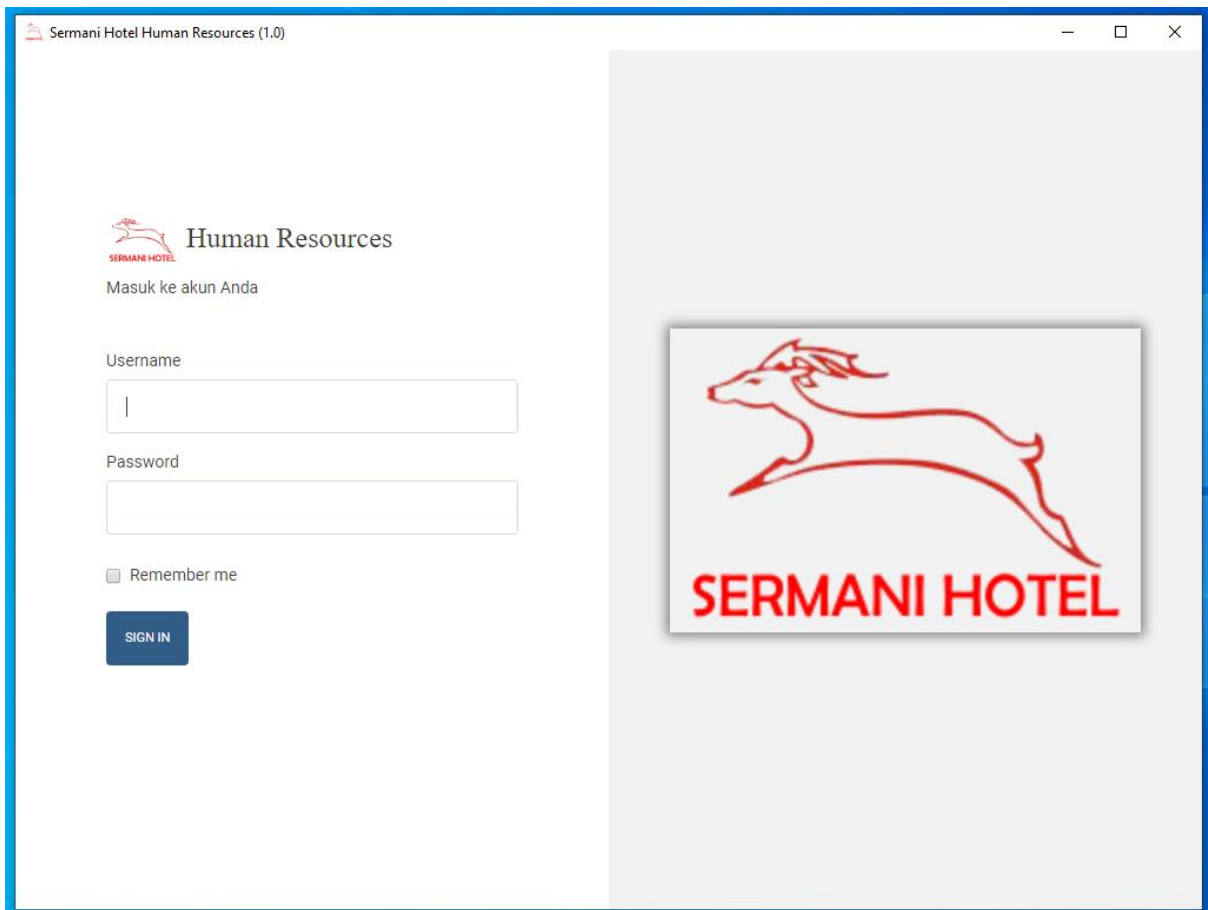 Sermani Hotel Human Resources (1.0)
SERMANI HOTEL
Human Resources
Masuk ke akun Anda
Username
Password
Remember me
SIGN IN
SERMANI HOTEL